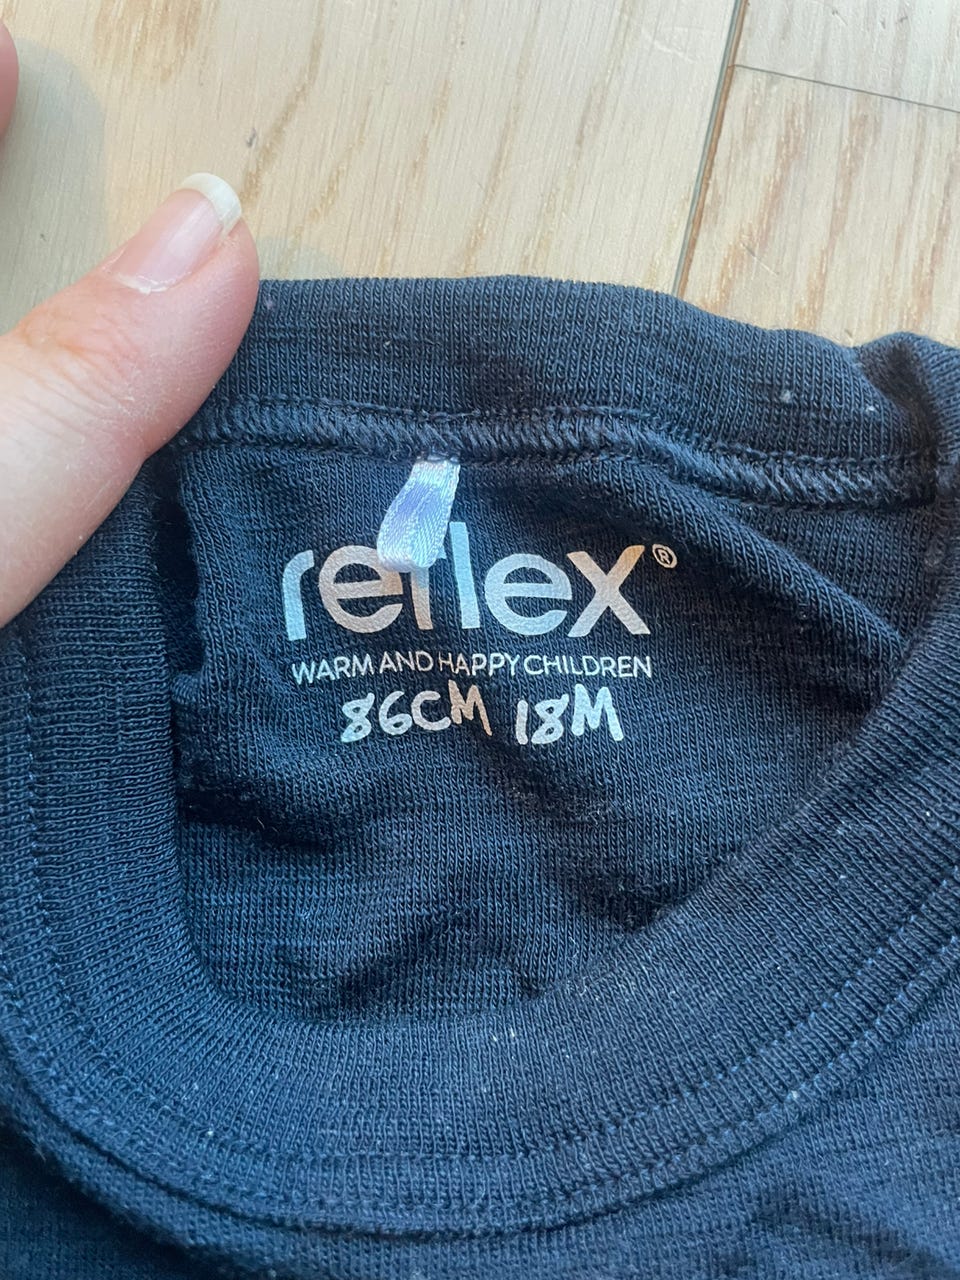 reflex®
WARM AND HAPPY CHILDREN
86CM 18M